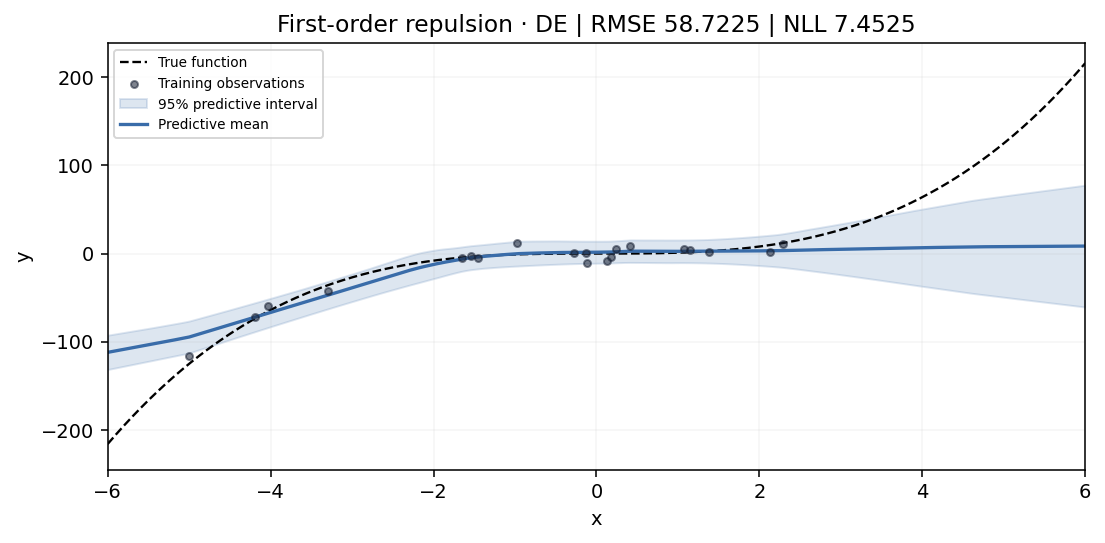 First-order repulsion · DE | RMSE 58.7225 | NLL 7.4525
True function
Training observations
95% predictive interval
Predictive mean
y
200
100
0
−100
−200
−6
−4
−2
0
2
4
6
x